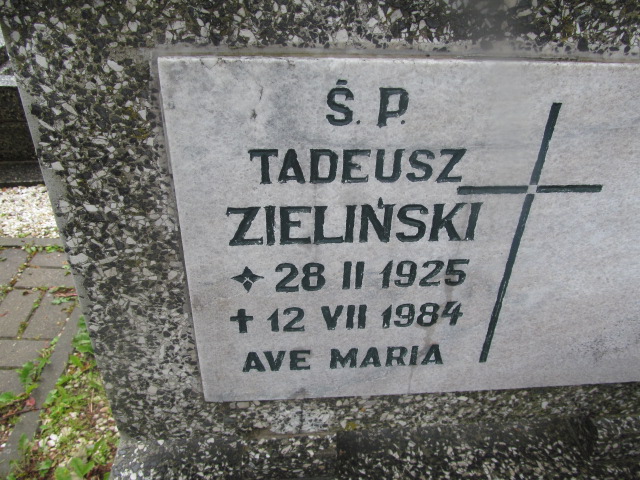 Ś. P.
TADEUSZ
ZIELIŃSKI
✦ 28 II 1925
✝ 12 VII 1984
AVE MARIA